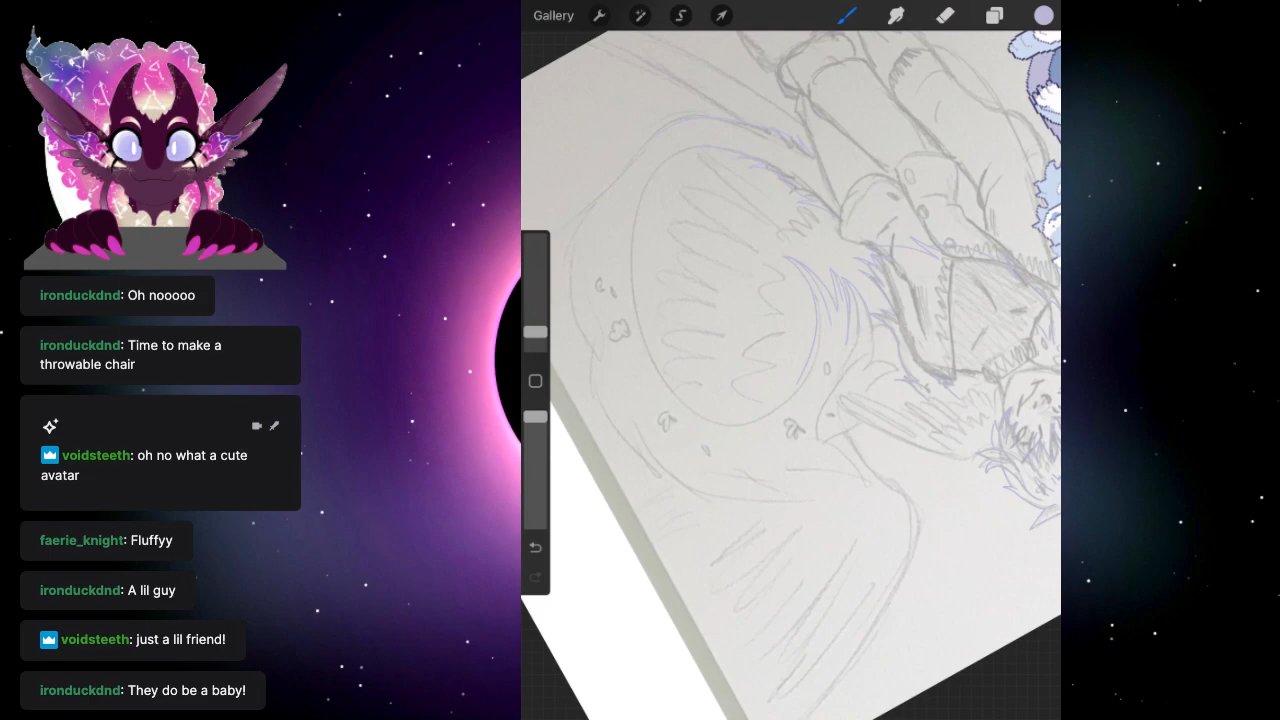 Gallery
ironduckdnd: Oh nooooo
ironduckdnd: Time to make a
throwable chair
voidsteeth: oh no what a cute
avatar
faerie_knight: Fluffyy
ironduckdnd: A lil guy
voidsteeth: just a lil friend!
ironduckdnd: They do be a baby!